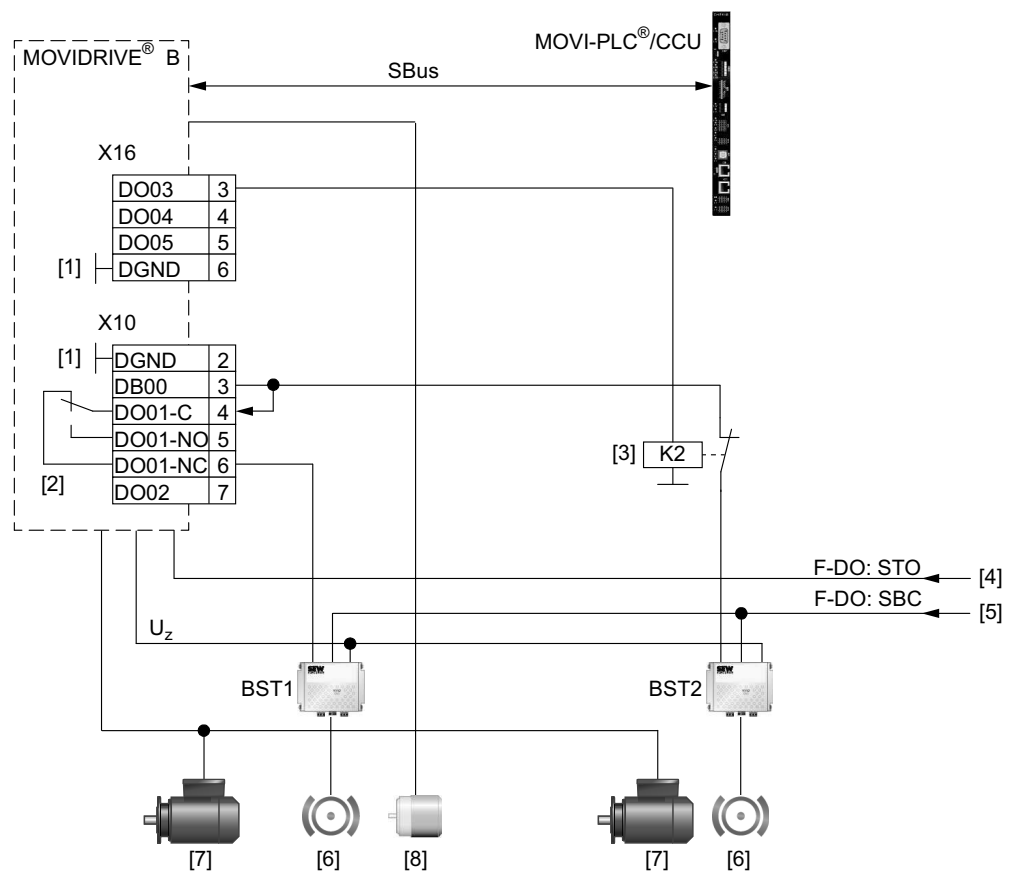 MOVIDRIVE® B
MOVI-PLC®/CCU
SBus
X16
DO03 3
DO04 4
DO05 5
[1] DGND 6
X10
[1] DGND 2
DB00 3
DO01-C 4
DO01-NO 5
DO01-NC 6
DO02 7
[2]
[3] K2
F-DO: STO [4]
F-DO: SBC [5]
Uz
SEW
SEW
BST1
BST2
[7] [6] [8] [7] [6]